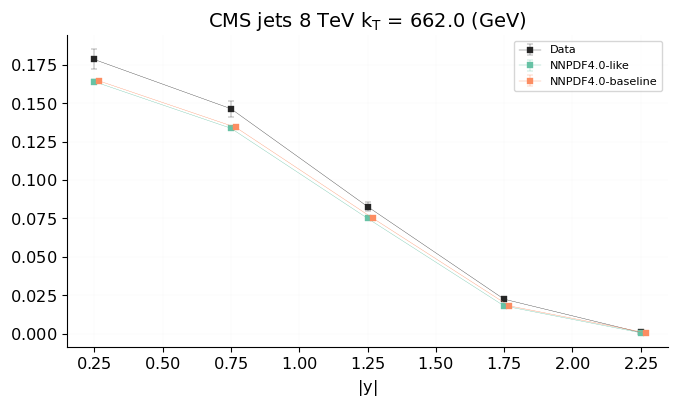 CMS jets 8 TeV kT = 662.0 (GeV)
Data
NNPDF4.0-like
NNPDF4.0-baseline
0.175
0.150
0.125
0.100
0.075
0.050
0.025
0.000
0.25 0.50 0.75 1.00 1.25 1.50 1.75 2.00 2.25
|y|